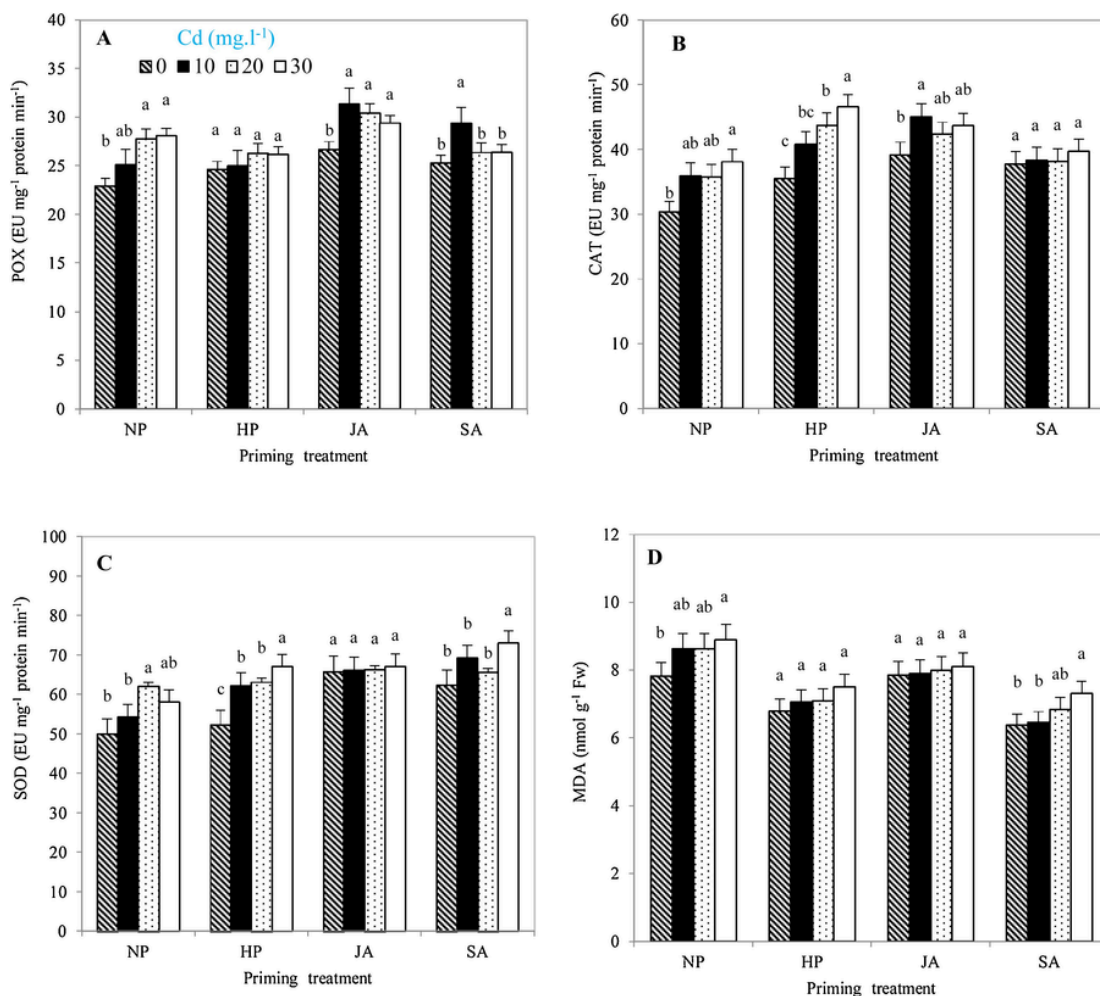 A
Cd (mg.l-1)
0 10 20 30
POX (EU mg-1 protein min-1)
40
35
30
25
20
15
10
5
0
b ab a a
a a a a
b a a a
b a b b
NP HP JA SA
Priming treatment
B
CAT (EU mg-1 protein min-1)
60
50
40
30
20
10
0
b ab ab a
c bc b a
b a ab ab
a a a a
NP HP JA SA
Priming treatment
C
SOD (EU mg-1 protein min-1)
100
90
80
70
60
50
40
30
20
10
0
b b a ab
c b b a
a a a a
b b b a
NP HP JA SA
Priming treatment
D
MDA (nmol g-1 Fw)
12
10
8
6
4
2
0
b ab ab a
a a a a
a a a a
b b ab a
NP HP JA SA
Priming treatment